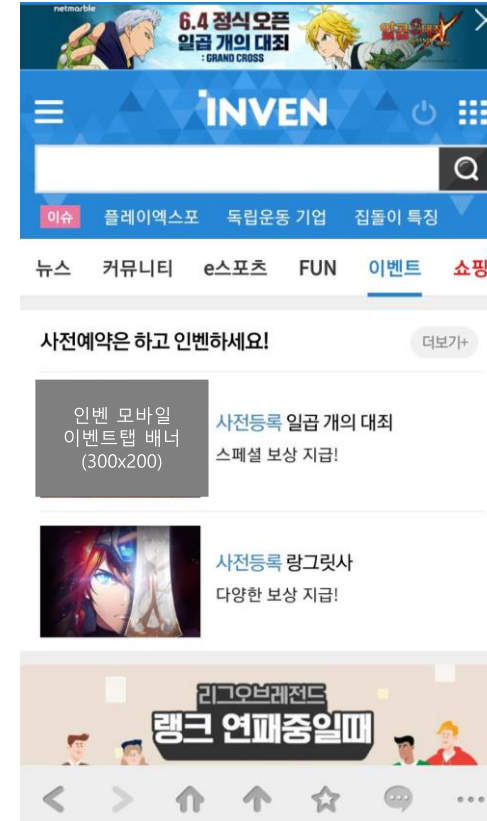 netmarble
6.4 정식오픈
일곱 개의 대죄
: GRAND CROSS
일곱개의대죄
INVEN
이슈 플레이엑스포 독립운동 기업 집돌이 특징
뉴스 커뮤니티 e스포츠 FUN 이벤트 쇼핑
사전예약은 하고 인벤하세요!
더보기+
인벤 모바일
이벤트탭 배너
(300x200)
사전등록 일곱 개의 대죄
스페셜 보상 지급!
사전등록 랑그릿사
다양한 보상 지급!
리그오브레전드
랭크 연패중일때